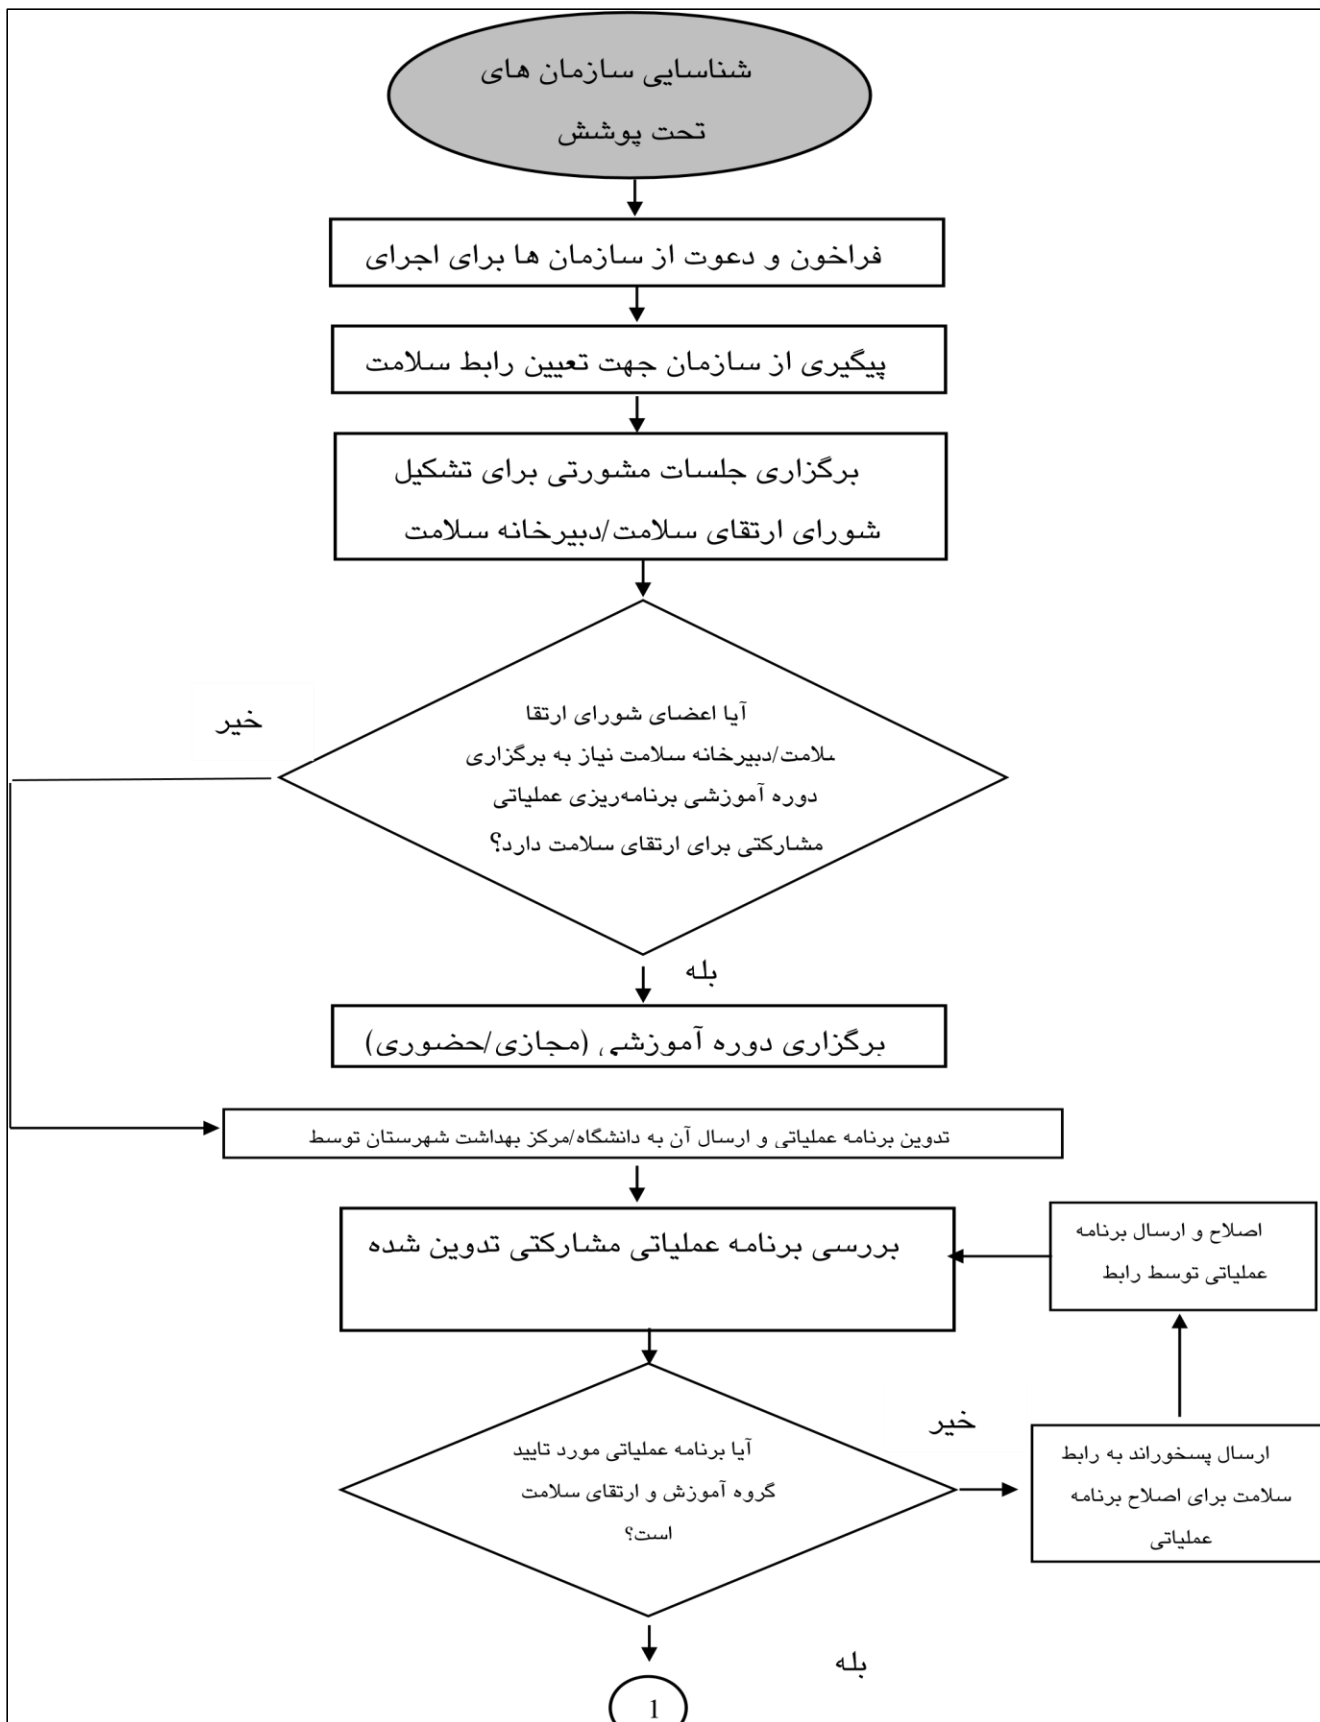 شناسایی سازمان های
تحت پوشش
فراخون و دعوت از سازمان ها برای اجرای
پیگیری از سازمان جهت تعیین رابط سلامت
برگزاری جلسات مشورتی برای تشکیل
شورای ارتقای سلامت/دبیرخانه سلامت
آیا اعضای شورای ارتقا
سلامت/دبیرخانه سلامت نیاز به برگزاری
دوره آموزشی برنامه‌ریزی عملیاتی
مشارکتی برای ارتقای سلامت دارد؟
خیر
بله
برگزاری دوره آموزشی (مجازی/حضوری)
تدوین برنامه عملیاتی و ارسال آن به دانشگاه/مرکز بهداشت شهرستان توسط
بررسی برنامه عملیاتی مشارکتی تدوین شده
اصلاح و ارسال برنامه
عملیاتی توسط رابط
آیا برنامه عملیاتی مورد تایید
گروه آموزش و ارتقای سلامت
است؟
خیر
ارسال پسخوراند به رابط
سلامت برای اصلاح برنامه
عملیاتی
بله
1